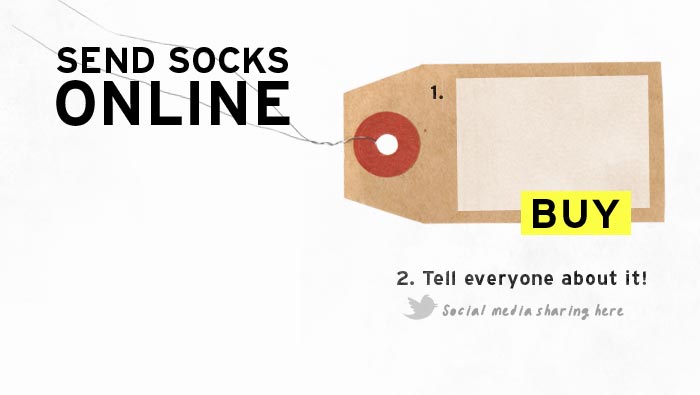 SEND SOCKS
ONLINE
1.
BUY
2. Tell everyone about it!
Social media sharing here